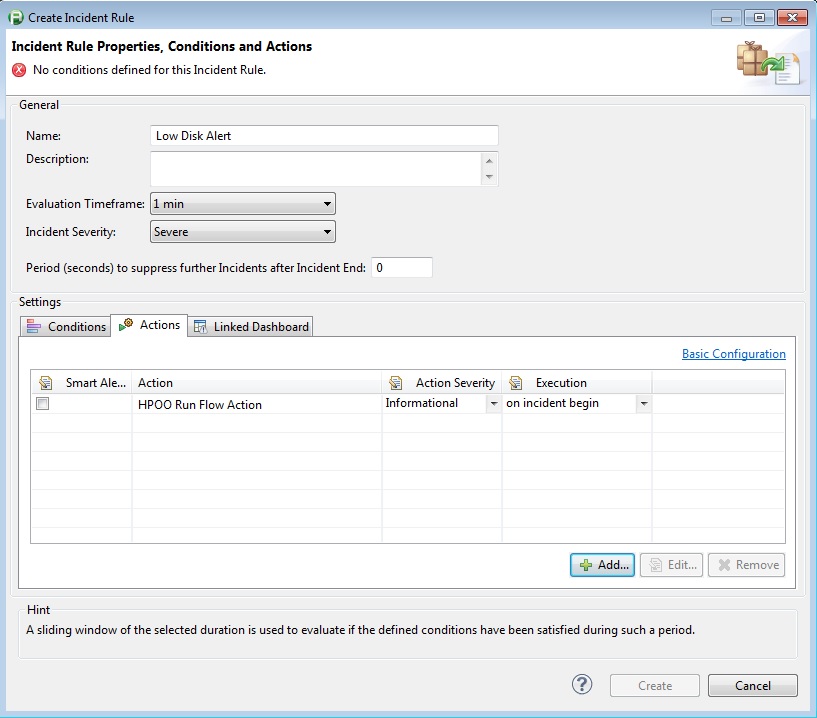 Create Incident Rule
Incident Rule Properties, Conditions and Actions
No conditions defined for this Incident Rule.
General
Name: Low Disk Alert
Description:
Evaluation Timeframe: 1 min
Incident Severity: Severe
Period (seconds) to suppress further Incidents after Incident End: 0
Settings
Conditions Actions Linked Dashboard
Basic Configuration
Smart Ale... Action Action Severity Execution
HPOO Run Flow Action Informational on incident begin
Add... Edit... Remove
Hint
A sliding window of the selected duration is used to evaluate if the defined conditions have been satisfied during such a period.
? Create Cancel